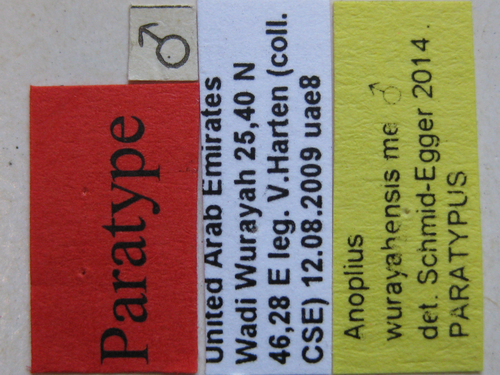 ♂
Paratype
United Arab Emirates
Wadi Wurayah 25,40 N
46,28 E leg. V.Harten (coll.
CSE) 12.08.2009 uae8
Anoplius
wurayahensis me ♂
det. Schmid-Egger 2014
PARATYPUS